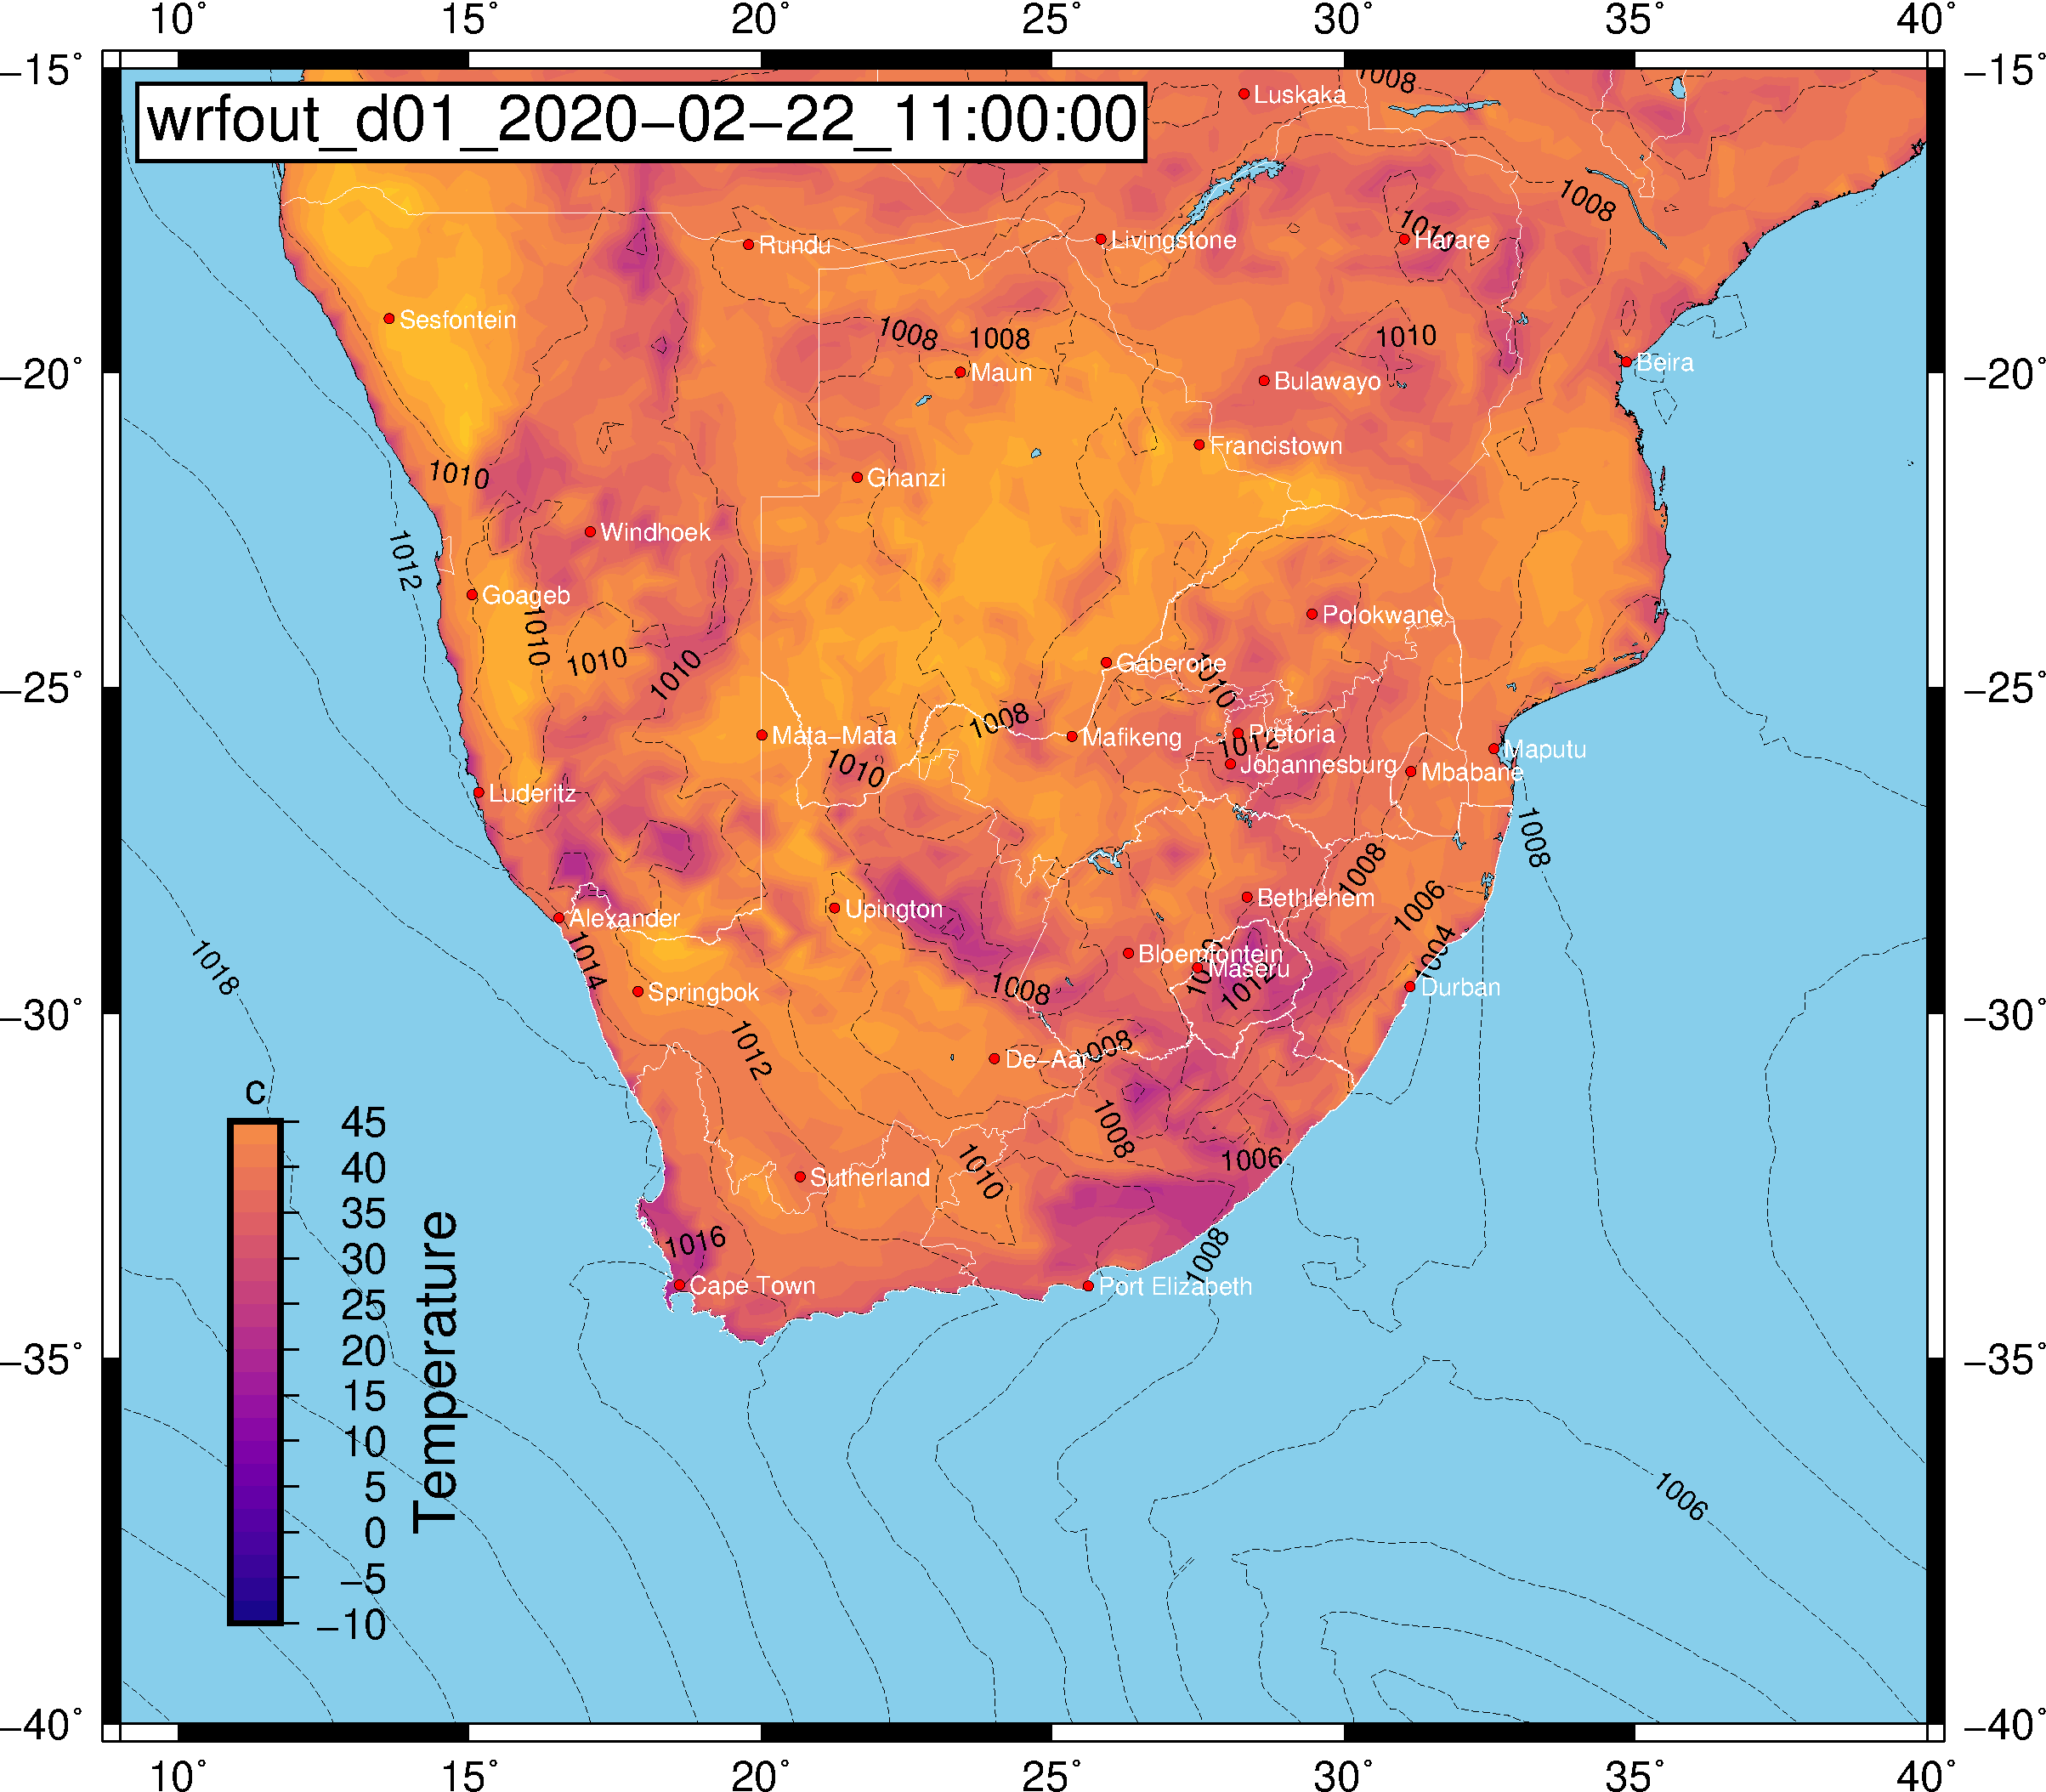 10° 15° 20° 25° 30° 35° 40°
−15° −15°
wrfout_d01_2020−02−22_11:00:00
1008
Luskaka
1008
1010
Harare
Rundu
Livingstone
Sesfontein
1008 1008
1010
Maun
Beira
−20° −20°
Bulawayo
Francistown
1010
Ghanzi
Windhoek
1012
Goageb
1010
Polokwane
1010
1010
Gaberone
1010
−25° −25°
1008
Mata−Mata
Mafikeng
Pretoria
1012
Maputu
1010
Johannesburg
Mbabane
Luderitz
1008
1008
Bethlehem
1006
Upington
Alexander
1004
1018
1014
Bloemfontein
Maseru
1012
1008
Springbok
Durban
−30° −30°
1012
De−Aar
1008
1008
c
45
40
35
30
25
20
15
10
5
0
−5
−10
Temperature
1006
1010
Sutherland
1016
1008
Cape Town
Port Elizabeth
−35° −35°
1006
−40° −40°
10° 15° 20° 25° 30° 35° 40°